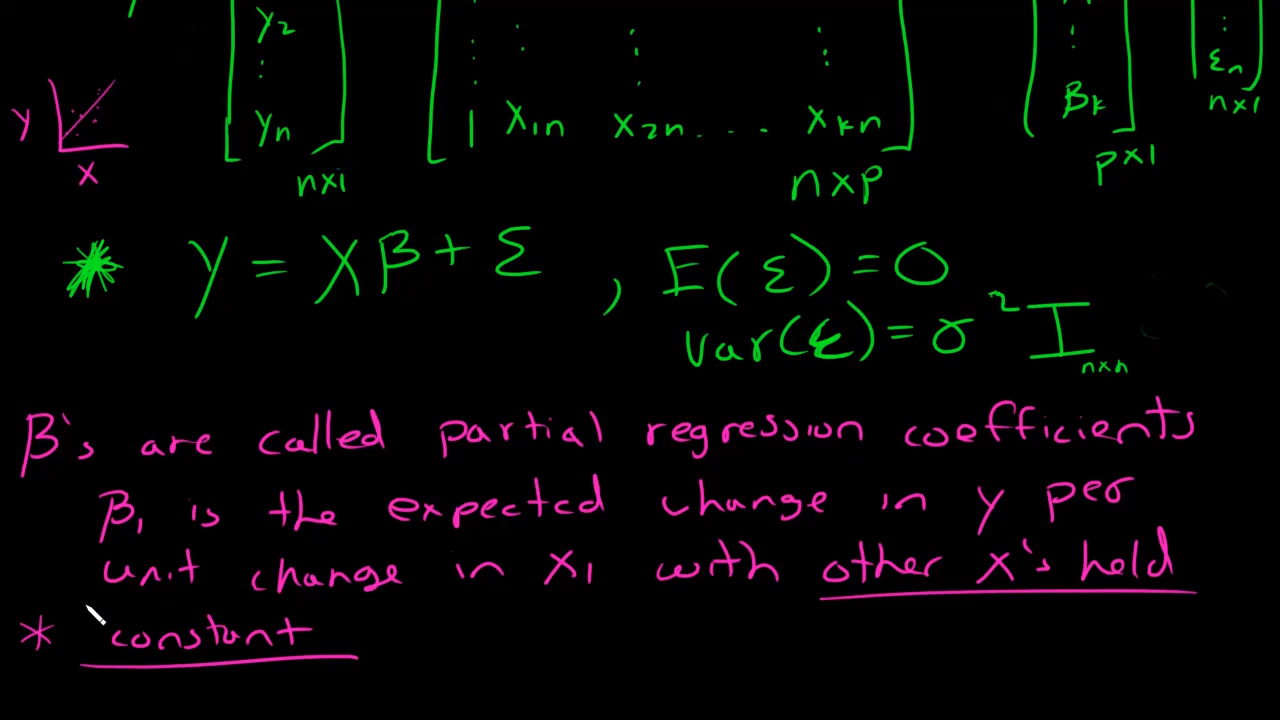 y2 β
⋮ ⋮ ⋮ ⋮ ⋮ ⋮
y yn 1 x1n x2n .... xkn βk εn
x n×1 n×p p×1 n×1
* y = Xβ + ε , E(ε) = 0
var(ε) = σ² I n×n
β's are called partial regression coefficients
β1 is the expected change in y per
unit change in x1 with other x's held
* constant